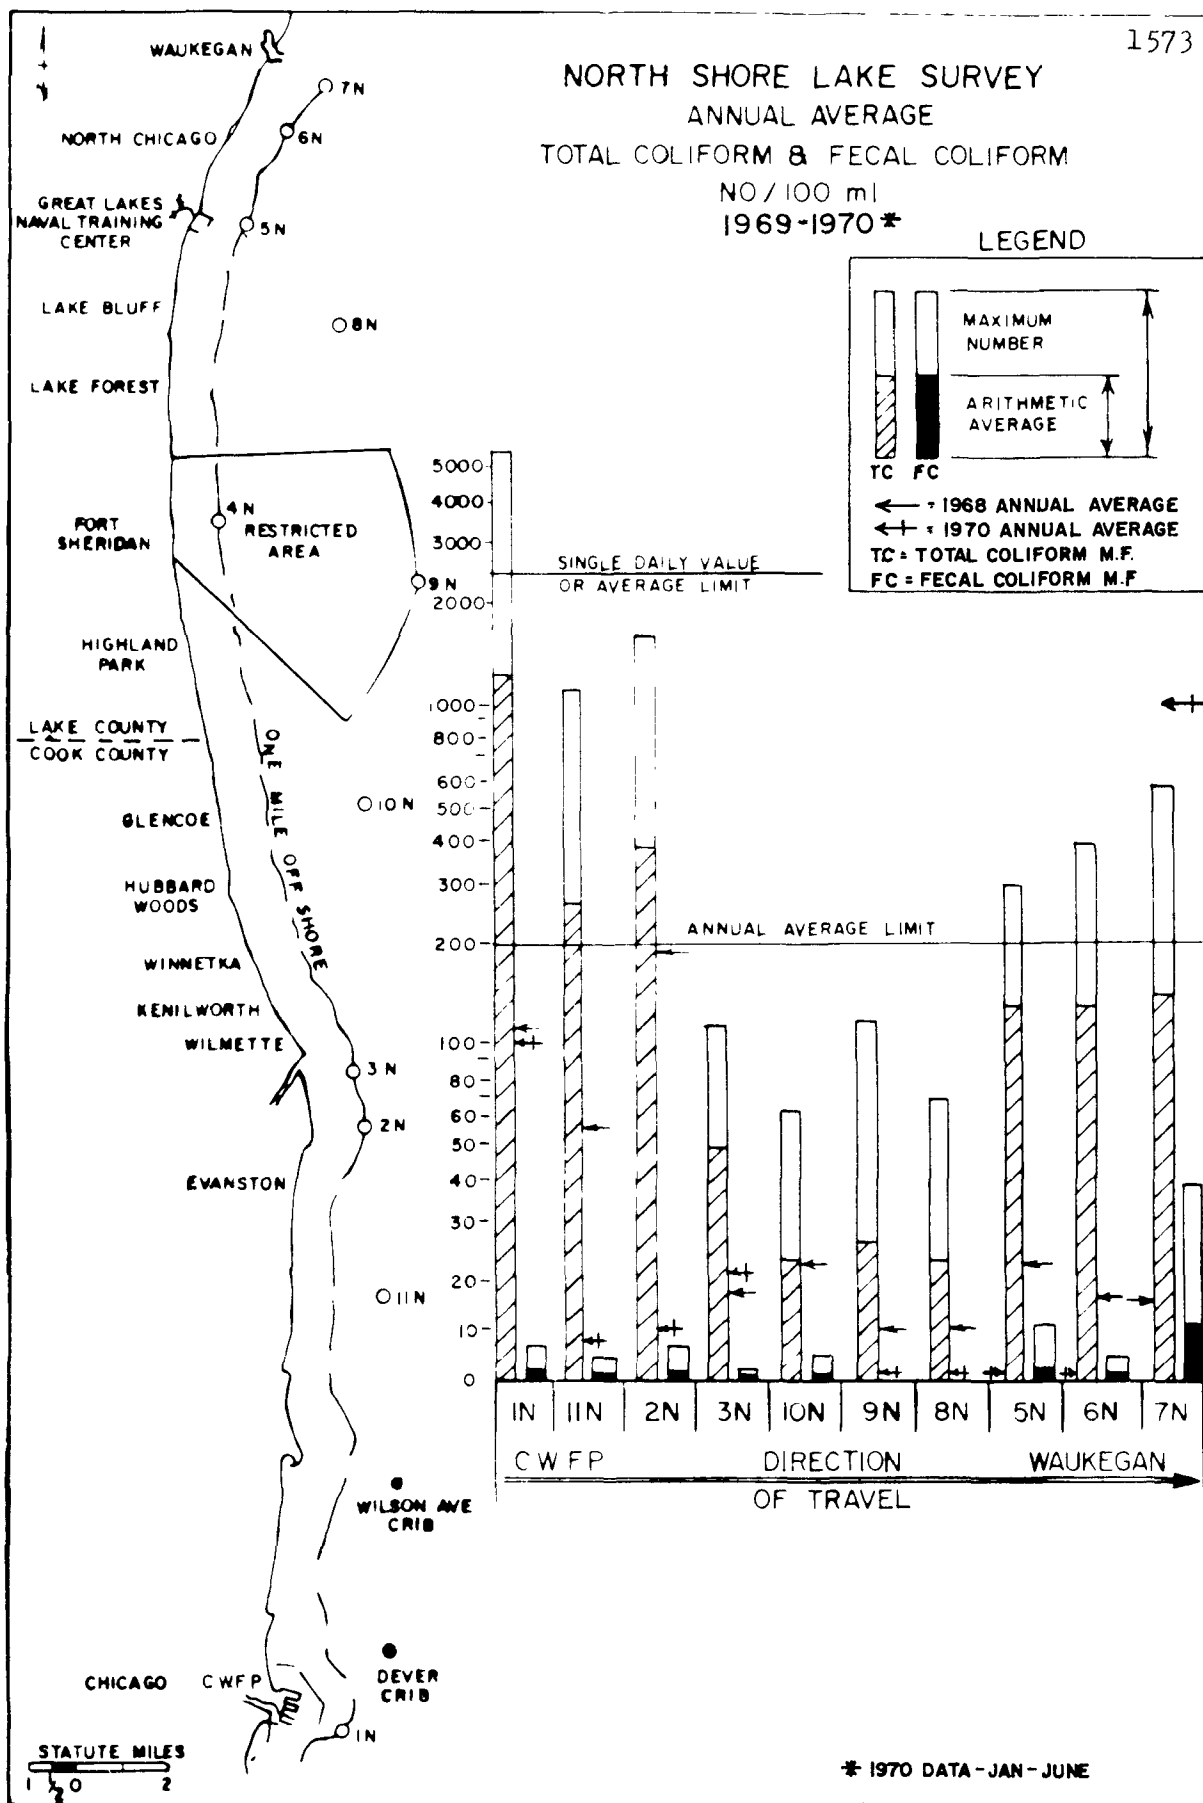 1573
NORTH SHORE LAKE SURVEY
ANNUAL AVERAGE
TOTAL COLIFORM & FECAL COLIFORM
NO/100 ml
1969-1970*
LEGEND
MAXIMUM
NUMBER
ARITHMETIC
AVERAGE
TC FC
= 1968 ANNUAL AVERAGE
= 1970 ANNUAL AVERAGE
TC = TOTAL COLIFORM M.F.
FC = FECAL COLIFORM M.F
WAUKEGAN
7N
NORTH CHICAGO
6N
GREAT LAKES
NAVAL TRAINING
CENTER
5N
LAKE BLUFF
8N
LAKE FOREST
4N
FORT
SHERIDAN
RESTRICTED
AREA
9N
HIGHLAND
PARK
LAKE COUNTY
COOK COUNTY
ONE MILE OFF SHORE
10N
GLENCOE
HUBBARD
WOODS
WINNETKA
KENILWORTH
WILMETTE
3N
2N
EVANSTON
11N
WILSON AVE
CRIB
DEVER
CRIB
CHICAGO
CWFP
1N
STATUTE MILES
1 ½ 0 2
5000
4000
3000
2000
1000
800
600
500
400
300
200
100
80
60
50
40
30
20
10
0
SINGLE DAILY VALUE
OR AVERAGE LIMIT
ANNUAL AVERAGE LIMIT
1N 11N 2N 3N 10N 9N 8N 5N 6N 7N
CWFP DIRECTION WAUKEGAN
OF TRAVEL
* 1970 DATA-JAN-JUNE